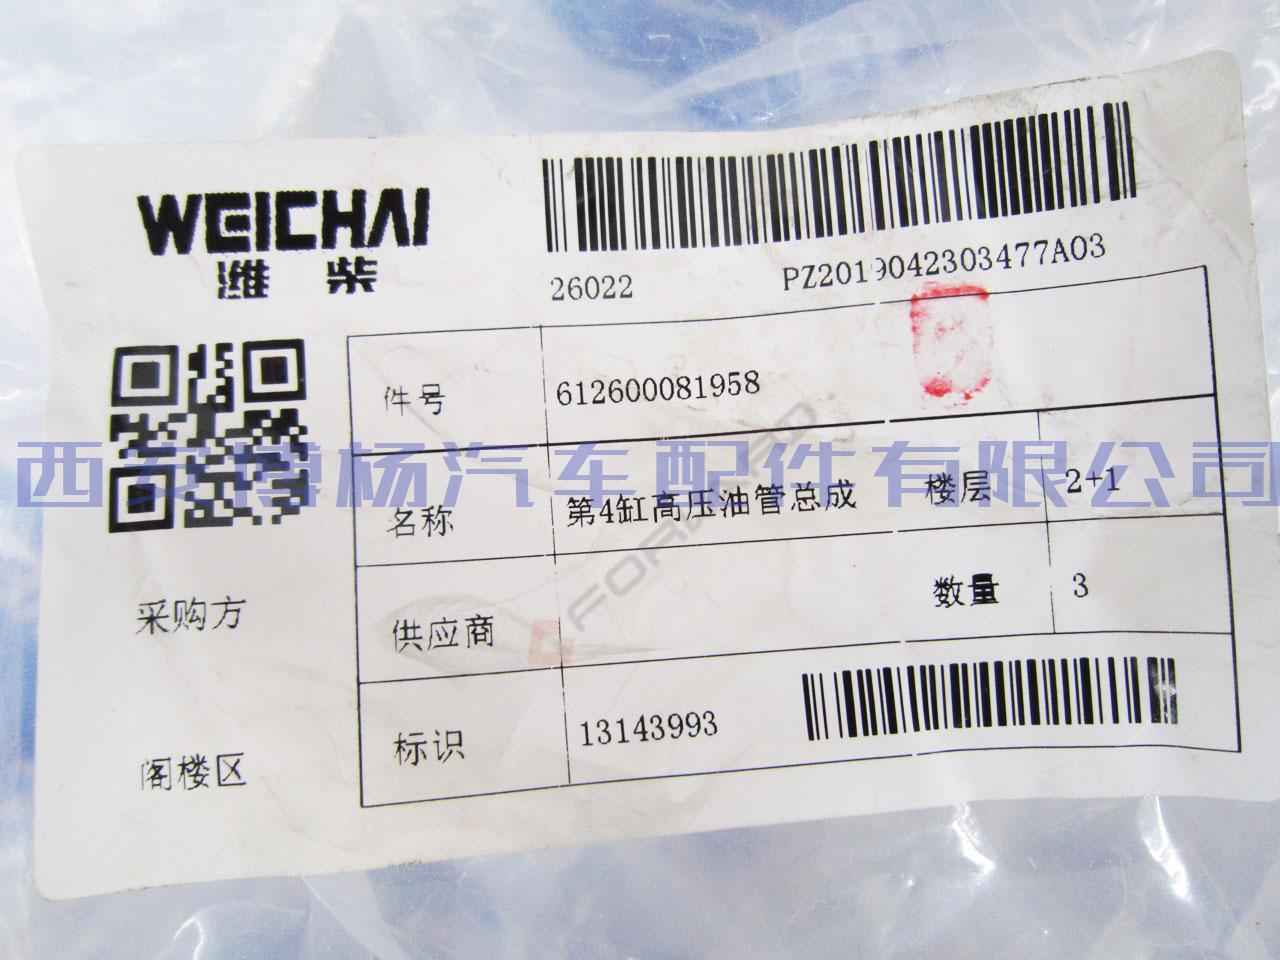 WEICHAI
潍柴
26022 PZ2019042303477A03
件号 612600081958
西安博杨汽车配件有限公司
名称 第4缸高压油管总成 楼层 2+1
FORLAND
采购方
供应商 数量 3
标识 13143993
阁楼区